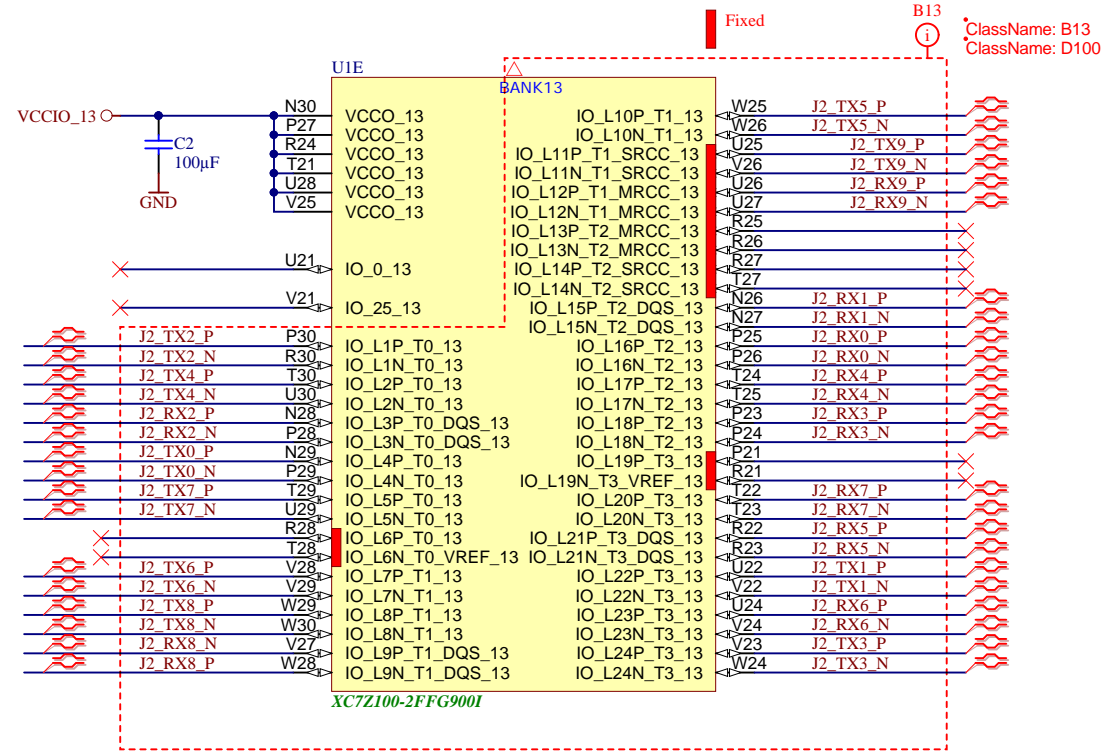 Fixed
B13
ClassName: B13
ClassName: D100
U1E
BANK13
VCCIO_13
C2
100µF
GND
N30 VCCO_13
P27 VCCO_13
R24 VCCO_13
T21 VCCO_13
U28 VCCO_13
V25 VCCO_13
U21 IO_0_13
V21 IO_25_13
J2_TX2_P P30 IO_L1P_T0_13
J2_TX2_N R30 IO_L1N_T0_13
J2_TX4_P T30 IO_L2P_T0_13
J2_TX4_N U30 IO_L2N_T0_13
J2_RX2_P N28 IO_L3P_T0_DQS_13
J2_RX2_N P28 IO_L3N_T0_DQS_13
J2_TX0_P N29 IO_L4P_T0_13
J2_TX0_N P29 IO_L4N_T0_13
J2_TX7_P T29 IO_L5P_T0_13
J2_TX7_N U29 IO_L5N_T0_13
R28 IO_L6P_T0_13
T28 IO_L6N_T0_VREF_13
J2_TX6_P V28 IO_L7P_T1_13
J2_TX6_N V29 IO_L7N_T1_13
J2_TX8_P W29 IO_L8P_T1_13
J2_TX8_N W30 IO_L8N_T1_13
J2_RX8_N V27 IO_L9P_T1_DQS_13
J2_RX8_P W28 IO_L9N_T1_DQS_13
IO_L10P_T1_13 W25 J2_TX5_P
IO_L10N_T1_13 W26 J2_TX5_N
IO_L11P_T1_SRCC_13 U25 J2_TX9_P
IO_L11N_T1_SRCC_13 V26 J2_TX9_N
IO_L12P_T1_MRCC_13 U26 J2_RX9_P
IO_L12N_T1_MRCC_13 U27 J2_RX9_N
IO_L13P_T2_MRCC_13 R25
IO_L13N_T2_MRCC_13 R26
IO_L14P_T2_SRCC_13 R27
IO_L14N_T2_SRCC_13 T27
IO_L15P_T2_DQS_13 N26 J2_RX1_P
IO_L15N_T2_DQS_13 N27 J2_RX1_N
IO_L16P_T2_13 P25 J2_RX0_P
IO_L16N_T2_13 P26 J2_RX0_N
IO_L17P_T2_13 T24 J2_RX4_P
IO_L17N_T2_13 T25 J2_RX4_N
IO_L18P_T2_13 P23 J2_RX3_P
IO_L18N_T2_13 P24 J2_RX3_N
IO_L19P_T3_13 P21
IO_L19N_T3_VREF_13 R21
IO_L20P_T3_13 T22 J2_RX7_P
IO_L20N_T3_13 T23 J2_RX7_N
IO_L21P_T3_DQS_13 R22 J2_RX5_P
IO_L21N_T3_DQS_13 R23 J2_RX5_N
IO_L22P_T3_13 U22 J2_TX1_P
IO_L22N_T3_13 V22 J2_TX1_N
IO_L23P_T3_13 U24 J2_RX6_P
IO_L23N_T3_13 V24 J2_RX6_N
IO_L24P_T3_13 V23 J2_TX3_P
IO_L24N_T3_13 W24 J2_TX3_N
XC7Z100-2FFG900I